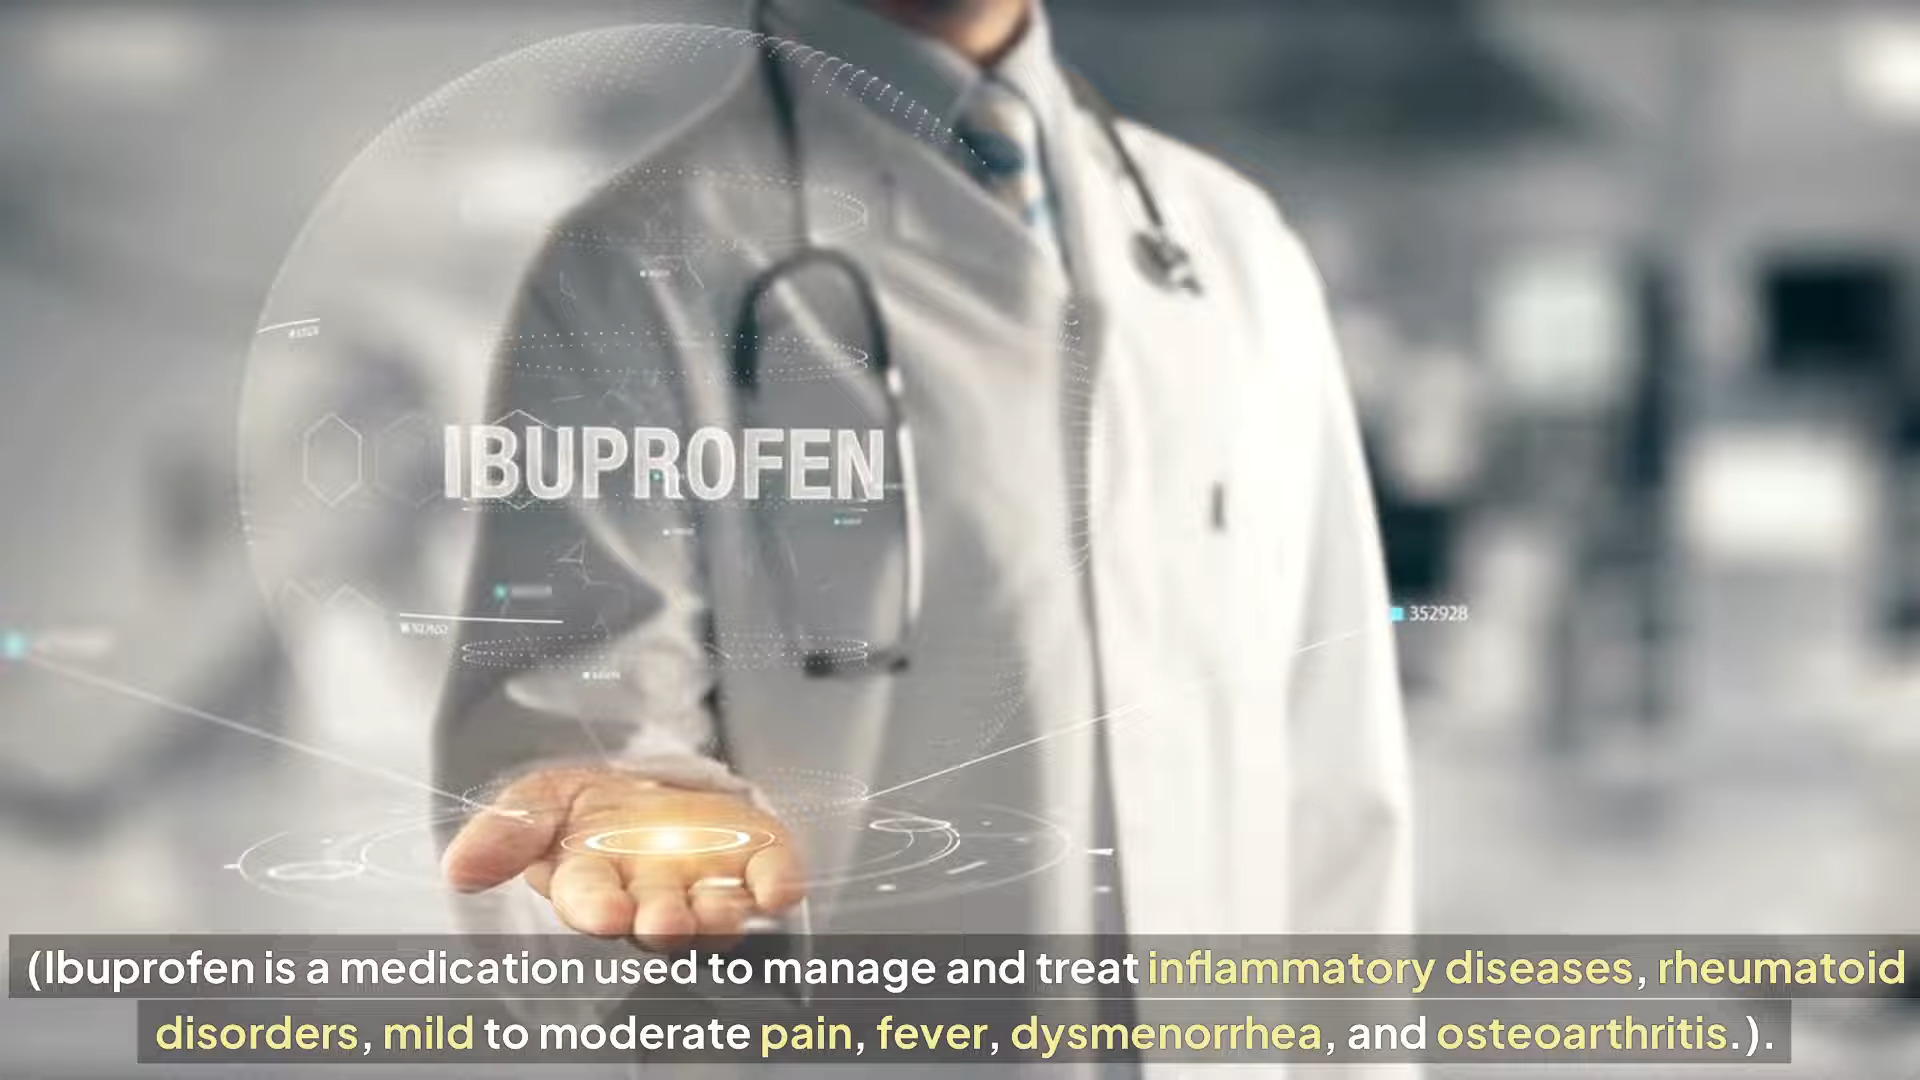 IBUPROFEN
352928
(Ibuprofen is a medication used to manage and treat inflammatory diseases, rheumatoid
disorders, mild to moderate pain, fever, dysmenorrhea, and osteoarthritis.).